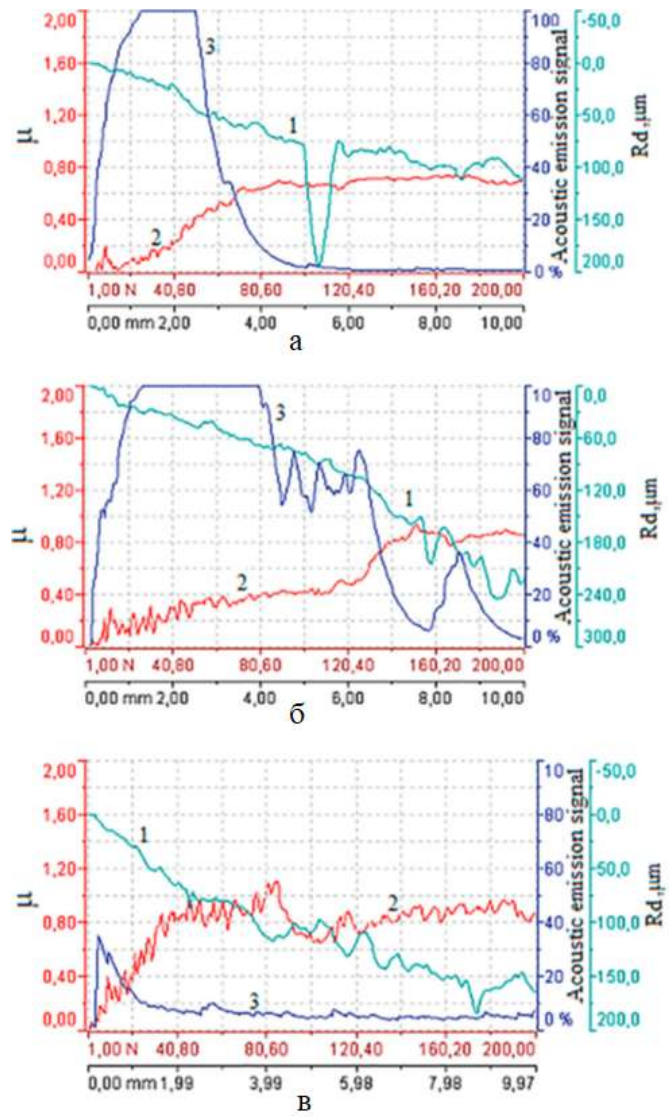 2,00 100 -50,0
1,60 80 0,0
1,20 60 50,0
0,80 40 100,0
0,40 20 150,0
0,00 0 % 200,0
µ
Acoustic emission signal
Rd,µm
3
1
2
1,00 N 40,60 80,60 120,40 160,20 200,00
0,00 mm 2,00 4,00 6,00 8,00 10,00
а
2,00 10 0,0
1,60 80 60,0
1,20 60 120,0
0,80 40 180,0
0,40 20 240,0
0,00 0 % 300,0
µ
Acoustic emission signal
Rd,µm
3
1
2
1,00 N 40,60 80,60 120,40 160,20 200,00
0,00 mm 2,00 4,00 6,00 8,00 10,00
б
2,00 10 -50,0
1,60 80 0,0
1,20 60 50,0
0,80 40 100,0
0,40 20 150,0
0,00 0 % 200,0
µ
Acoustic emission signal
Rd,µm
1
2
3
1,00 N 40,60 80,60 120,40 160,20 200,00
0,00 mm 1,99 3,99 5,98 7,98 9,97
в